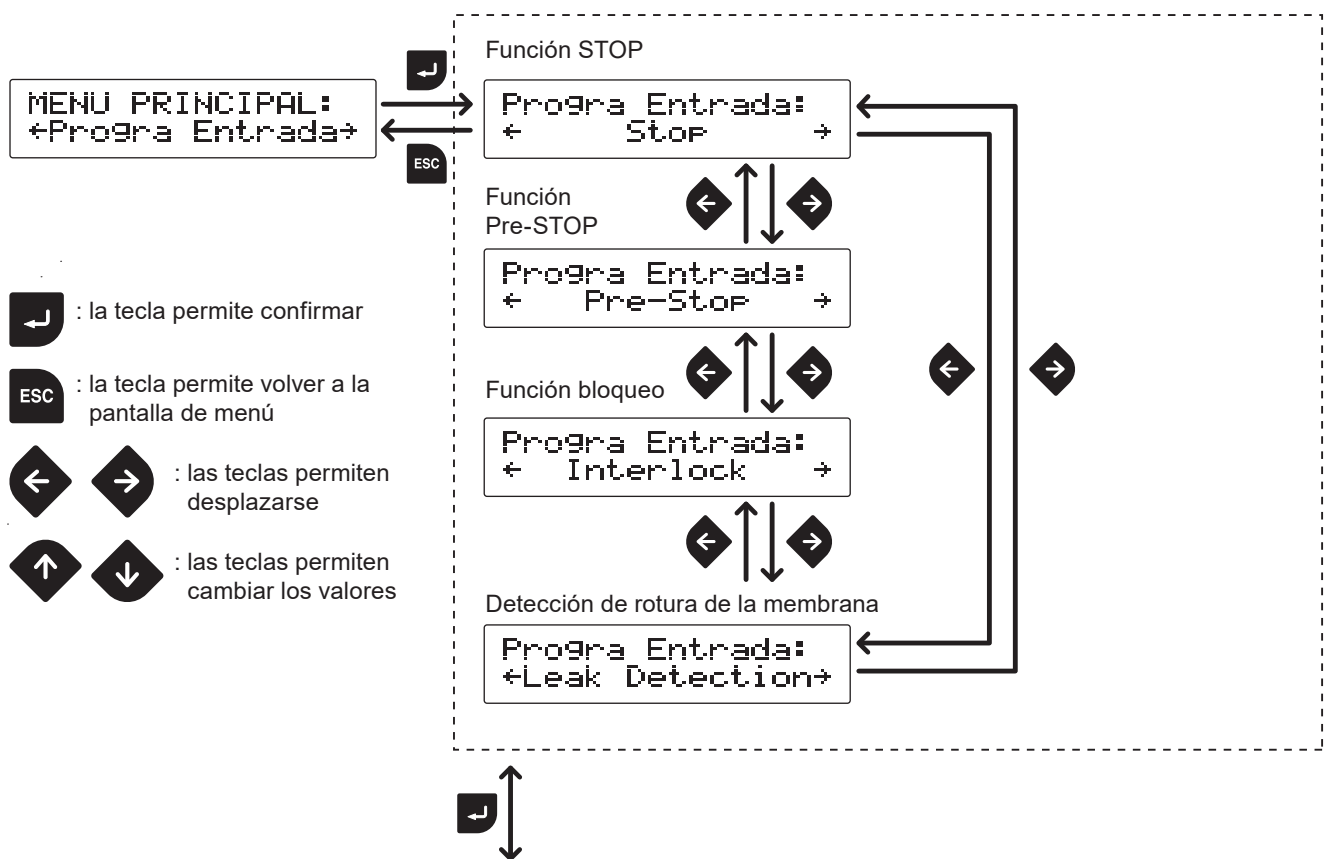 Función STOP
MENU PRINCIPAL:
←Progra Entrada→
Progra Entrada:
← Stop →
ESC
Función
Pre-STOP
Progra Entrada:
← Pre-Stop →
: la tecla permite confirmar
ESC
: la tecla permite volver a la
pantalla de menú
Función bloqueo
Progra Entrada:
← Interlock →
: las teclas permiten
desplazarse
: las teclas permiten
cambiar los valores
Detección de rotura de la membrana
Progra Entrada:
←Leak Detection→